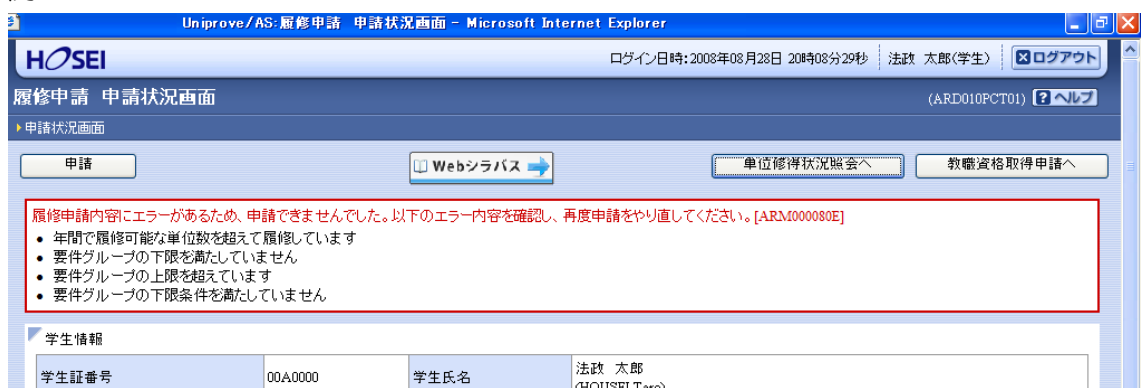 Uniprove/AS:履修申請 申請状況画面 - Microsoft Internet Explorer
HOSEI
ログイン日時:2008年08月28日 20時08分29秒 法政 太郎(学生) ログアウト
履修申請 申請状況画面 (ARD010PCT01) ? ヘルプ
申請状況画面
申請 Webシラバス 単位修得状況照会へ 教職資格取得申請へ
履修申請内容にエラーがあるため、申請できませんでした。以下のエラー内容を確認し、再度申請をやり直してください。[ARM000080E]
● 年間で履修可能な単位数を超えて履修しています
● 要件グループの下限を満たしていません
● 要件グループの上限を超えています
● 要件グループの下限条件を満たしていません
学生情報
学生証番号 00A0000 学生氏名 法政 太郎
(HOUSEI Taro)